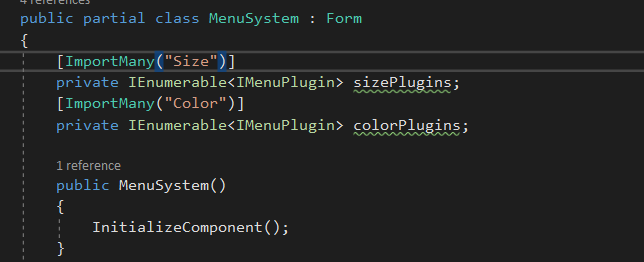 4 references
public partial class MenuSystem : Form
{
[ImportMany("Size")]
private IEnumerable<IMenuPlugin> sizePlugins;
[ImportMany("Color")]
private IEnumerable<IMenuPlugin> colorPlugins;
1 reference
public MenuSystem()
{
InitializeComponent();
}